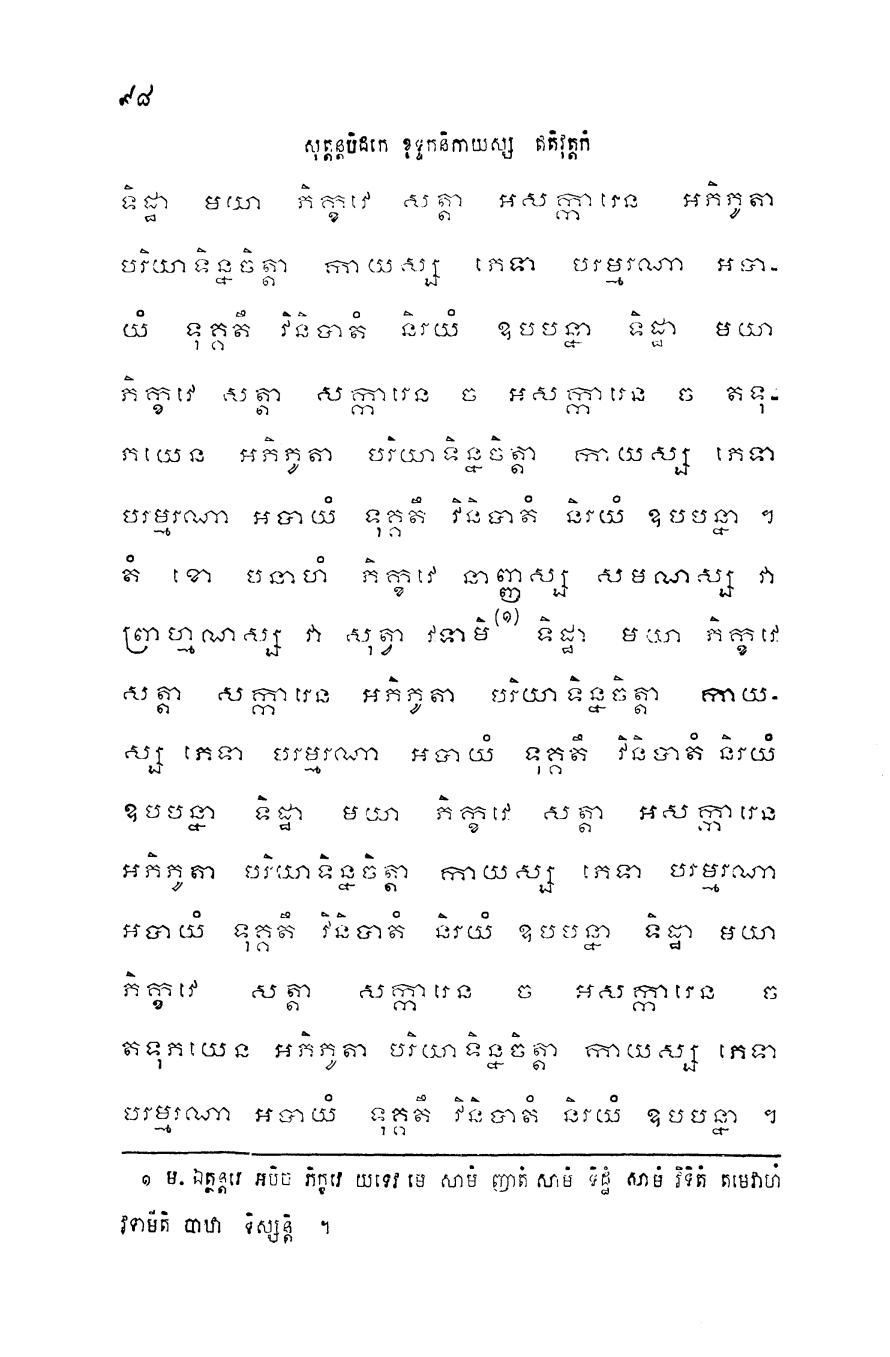 ៩៨
សុត្តន្តបិដកេ ខុទ្ទកនិកាយស្ស ឥតិវុត្តកំ
ទិដ្ឋា មយា ភិក្ខវេ សត្តា អសក្ការេន អភិភូតា
បរិយាទិន្នចិត្តា កាយស្ស ភេទា បរម្មរណា អបា-
យំ ទុគ្គតឹ វិនិបាតំ និរយំ ឧបបន្នា ទិដ្ឋា មយា
ភិក្ខវេ សត្តា សក្ការេន ច អសក្ការេន ច តទុ-
ភយេន អភិភូតា បរិយាទិន្នចិត្តា កាយស្ស ភេទា
បរម្មរណា អបាយំ ទុគ្គតឹ វិនិបាតំ និរយំ ឧបបន្នា ។
តំ ខោ បនាហំ ភិក្ខវេ នាញ្ញស្ស សមណស្ស វា
ព្រាហ្មណស្ស វា សុត្វា វទាមិ(១) ទិដ្ឋា មយា ភិក្ខវេ
សត្តា សក្ការេន អភិភូតា បរិយាទិន្នចិត្តា កាយ-
ស្ស ភេទា បរម្មរណា អបាយំ ទុគ្គតឹ វិនិបាតំ និរយំ
ឧបបន្នា ទិដ្ឋា មយា ភិក្ខវេ សត្តា អសក្ការេន
អភិភូតា បរិយាទិន្នចិត្តា កាយស្ស ភេទា បរម្មរណា
អបាយំ ទុគ្គតឹ វិនិបាតំ និរយំ ឧបបន្នា ទិដ្ឋា មយា
ភិក្ខវេ សត្តា សក្ការេន ច អសក្ការេន ច
តទុភយេន អភិភូតា បរិយាទិន្នចិត្តា កាយស្ស ភេទា
បរម្មរណា អបាយំ ទុគ្គតឹ វិនិបាតំ និរយំ ឧបបន្នា ។
១ ម. ឯត្ថន្តរេ អបិច ភិក្ខវេ យទេវ មេ សាមំ ញាតំ សាមំ ទិដ្ឋំ សាមំ វិទិតំ តមេវាហំ
វទាមីតិ បាឋា ទិស្សន្តិ ។